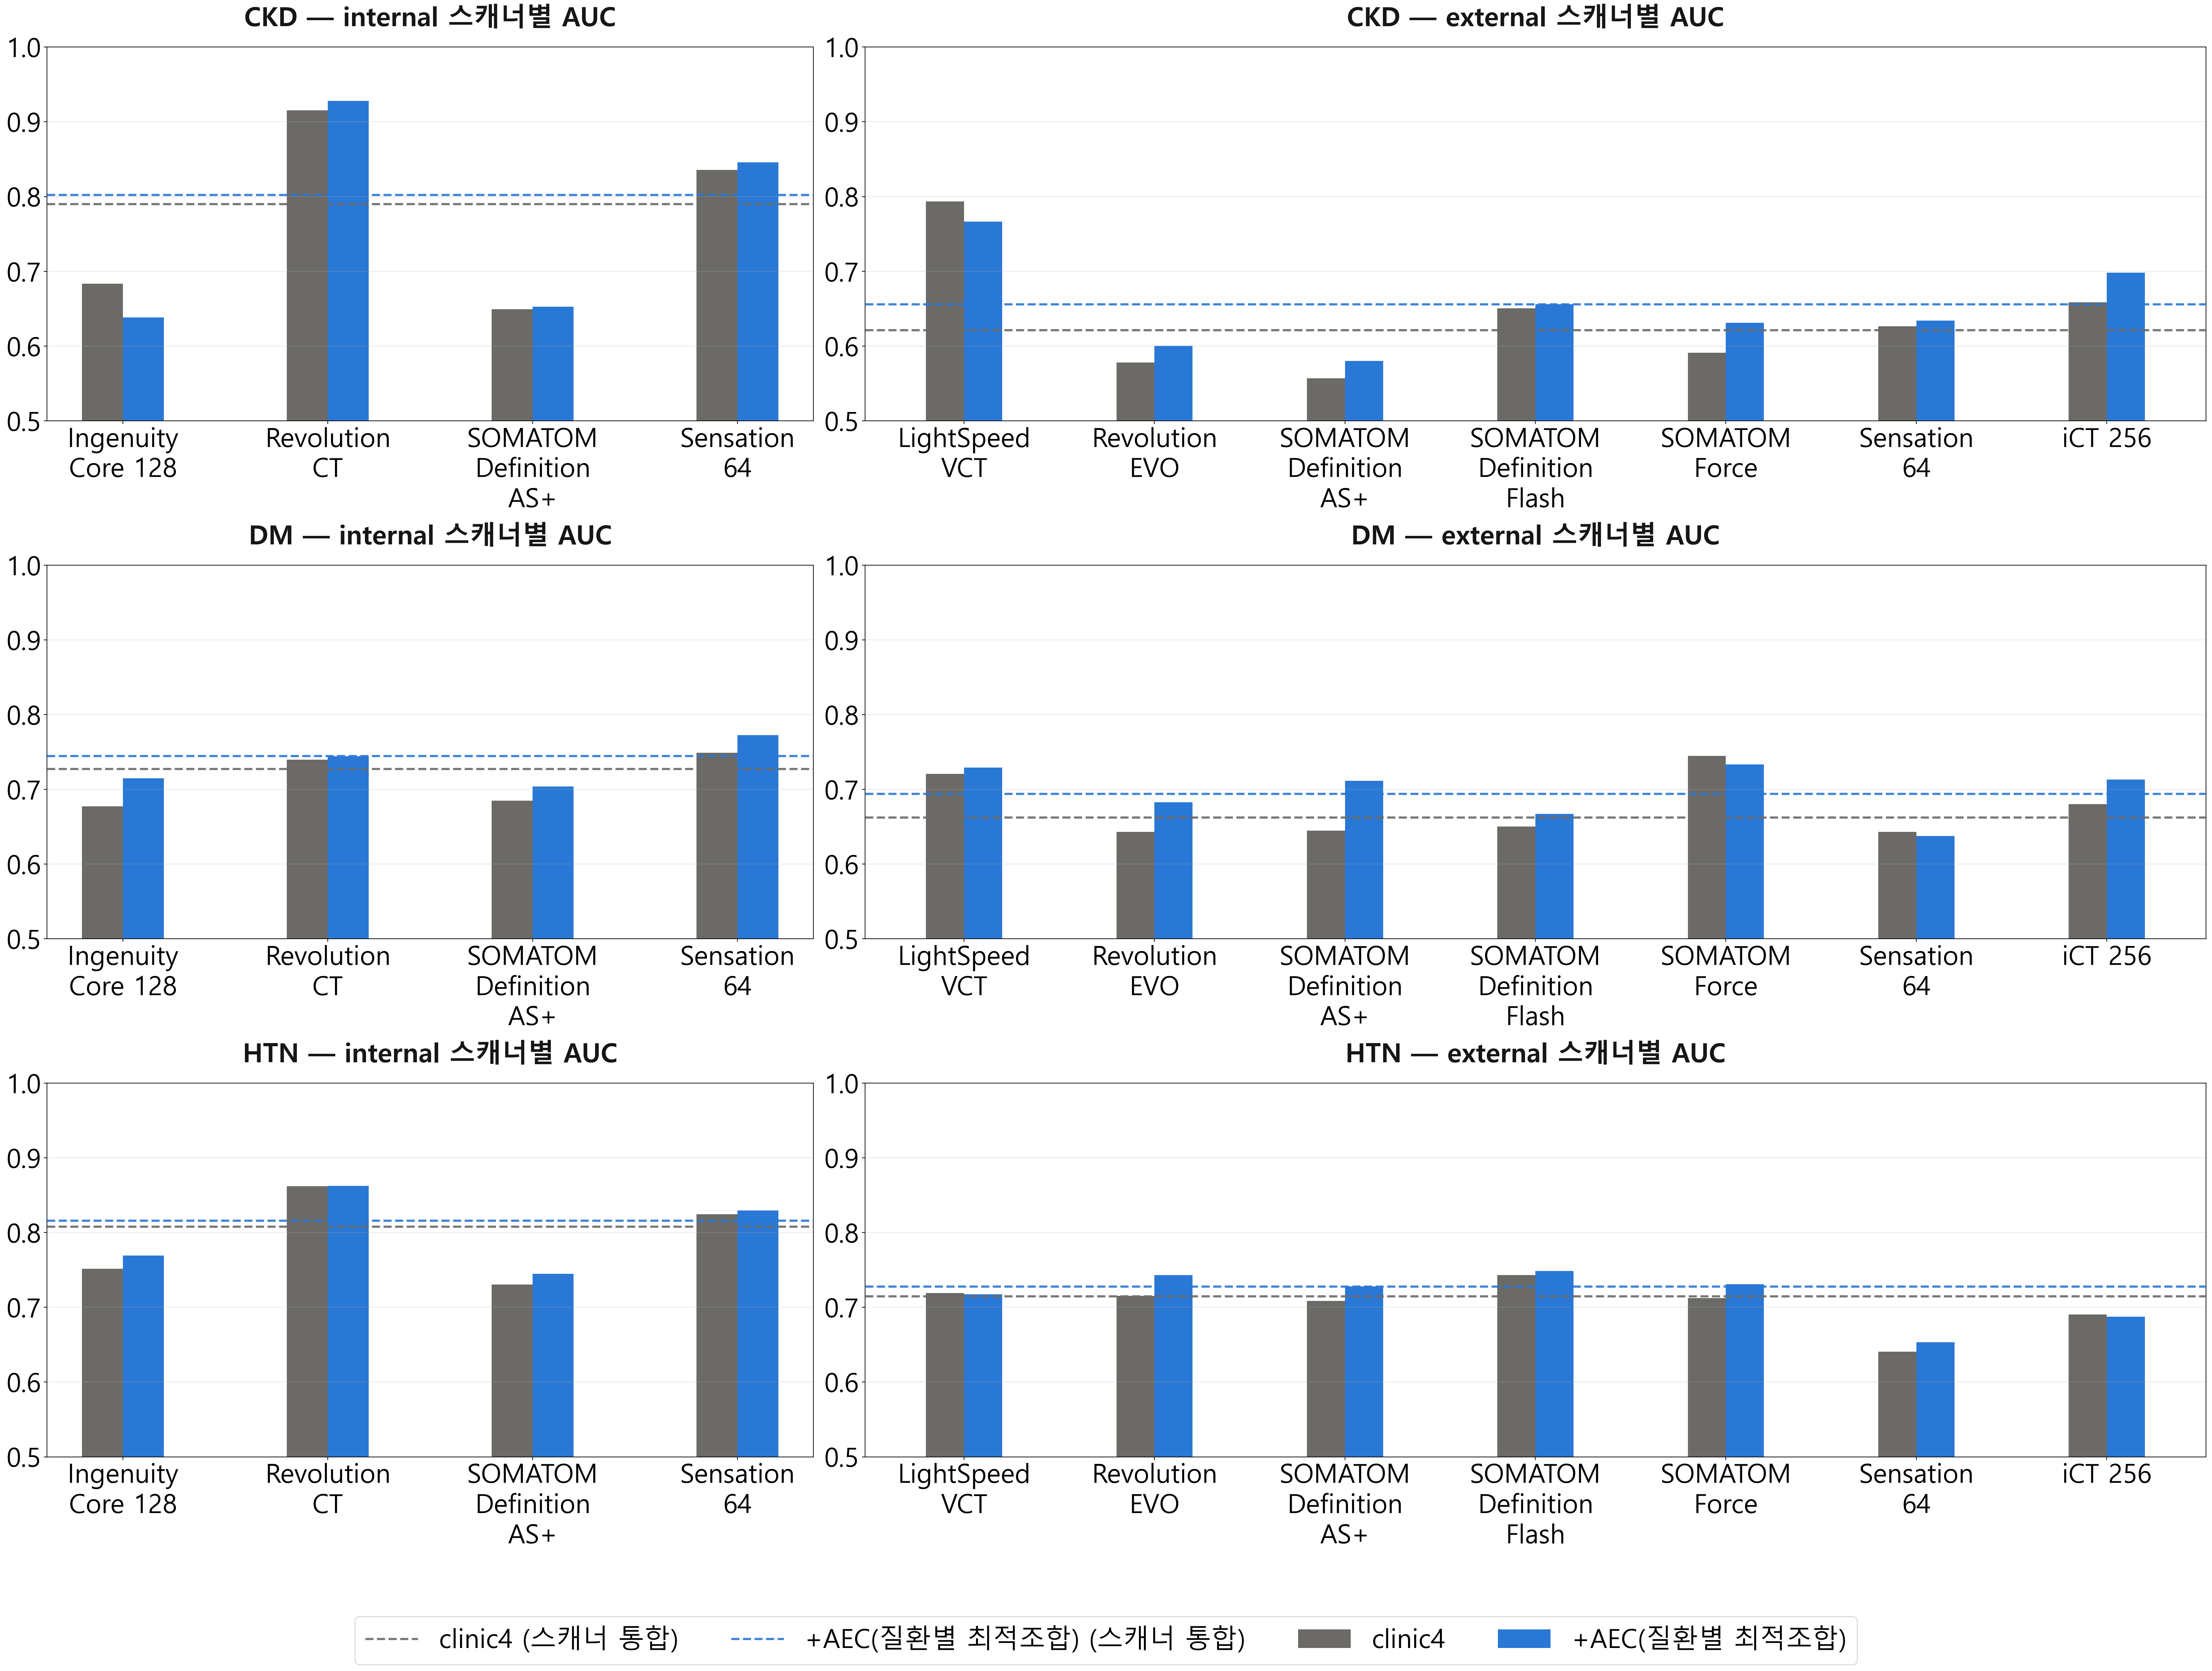 CKD — internal 스캐너별 AUC
1.0
0.9
0.8
0.7
0.6
0.5
Ingenuity
Core 128
Revolution
CT
SOMATOM
Definition
AS+
Sensation
64
CKD — external 스캐너별 AUC
1.0
0.9
0.8
0.7
0.6
0.5
LightSpeed
VCT
Revolution
EVO
SOMATOM
Definition
AS+
SOMATOM
Definition
Flash
SOMATOM
Force
Sensation
64
iCT 256
DM — internal 스캐너별 AUC
1.0
0.9
0.8
0.7
0.6
0.5
Ingenuity
Core 128
Revolution
CT
SOMATOM
Definition
AS+
Sensation
64
DM — external 스캐너별 AUC
1.0
0.9
0.8
0.7
0.6
0.5
LightSpeed
VCT
Revolution
EVO
SOMATOM
Definition
AS+
SOMATOM
Definition
Flash
SOMATOM
Force
Sensation
64
iCT 256
HTN — internal 스캐너별 AUC
1.0
0.9
0.8
0.7
0.6
0.5
Ingenuity
Core 128
Revolution
CT
SOMATOM
Definition
AS+
Sensation
64
HTN — external 스캐너별 AUC
1.0
0.9
0.8
0.7
0.6
0.5
LightSpeed
VCT
Revolution
EVO
SOMATOM
Definition
AS+
SOMATOM
Definition
Flash
SOMATOM
Force
Sensation
64
iCT 256
clinic4 (스캐너 통합)
+AEC(질환별 최적조합) (스캐너 통합)
clinic4
+AEC(질환별 최적조합)